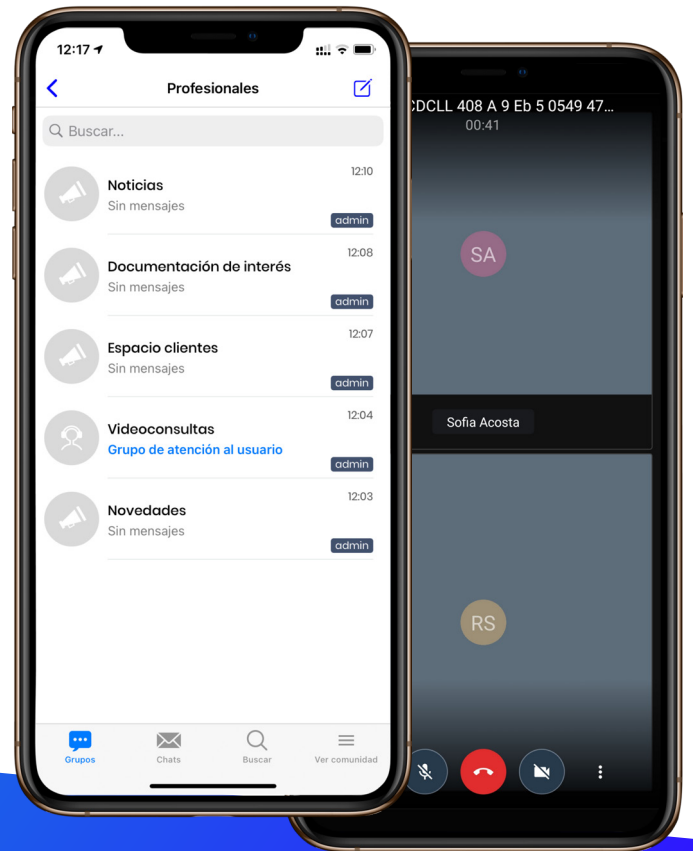 12:17
Profesionales
Buscar...
12:10
Noticias
Sin mensajes
admin
12:08
Documentación de interés
Sin mensajes
admin
12:07
Espacio clientes
Sin mensajes
admin
12:04
Videoconsultas
Grupo de atención al usuario
admin
12:03
Novedades
Sin mensajes
admin
Grupos
Chats
Buscar
Ver comunidad
CDCLL 408 A 9 Eb 5 0549 47...
00:41
SA
Sofia Acosta
RS